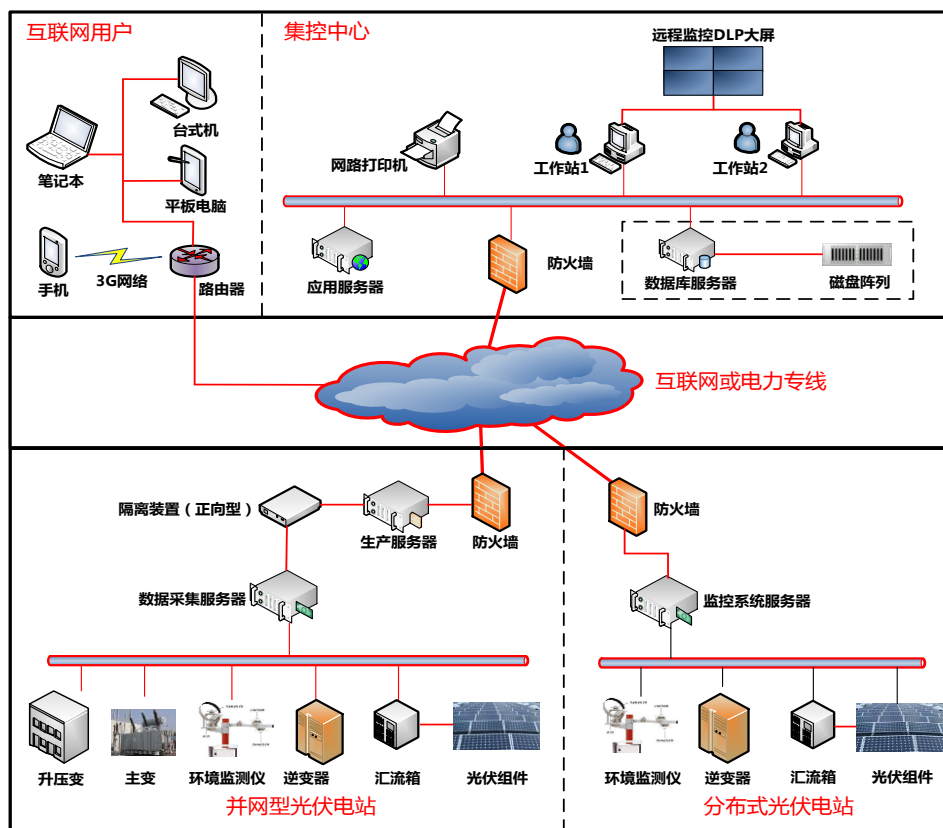 互联网用户
集控中心
远程监控DLP大屏
台式机
网路打印机
工作站1
工作站2
笔记本
平板电脑
手机
3G网络
路由器
应用服务器
防火墙
数据库服务器
磁盘阵列
互联网或电力专线
隔离装置（正向型）
生产服务器
防火墙
防火墙
数据采集服务器
监控系统服务器
升压变
主变
环境监测仪
逆变器
汇流箱
光伏组件
环境监测仪
逆变器
汇流箱
光伏组件
并网型光伏电站
分布式光伏电站